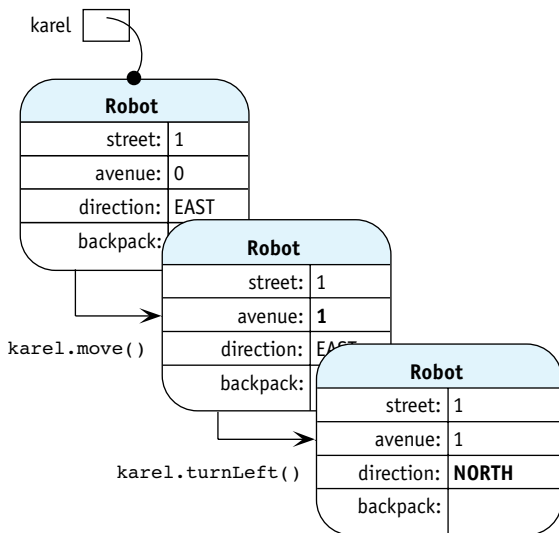 karel
Robot
street: 1
avenue: 0
direction: EAST
backpack:
karel.move()
Robot
street: 1
avenue: 1
direction: EAST
backpack:
karel.turnLeft()
Robot
street: 1
avenue: 1
direction: NORTH
backpack: